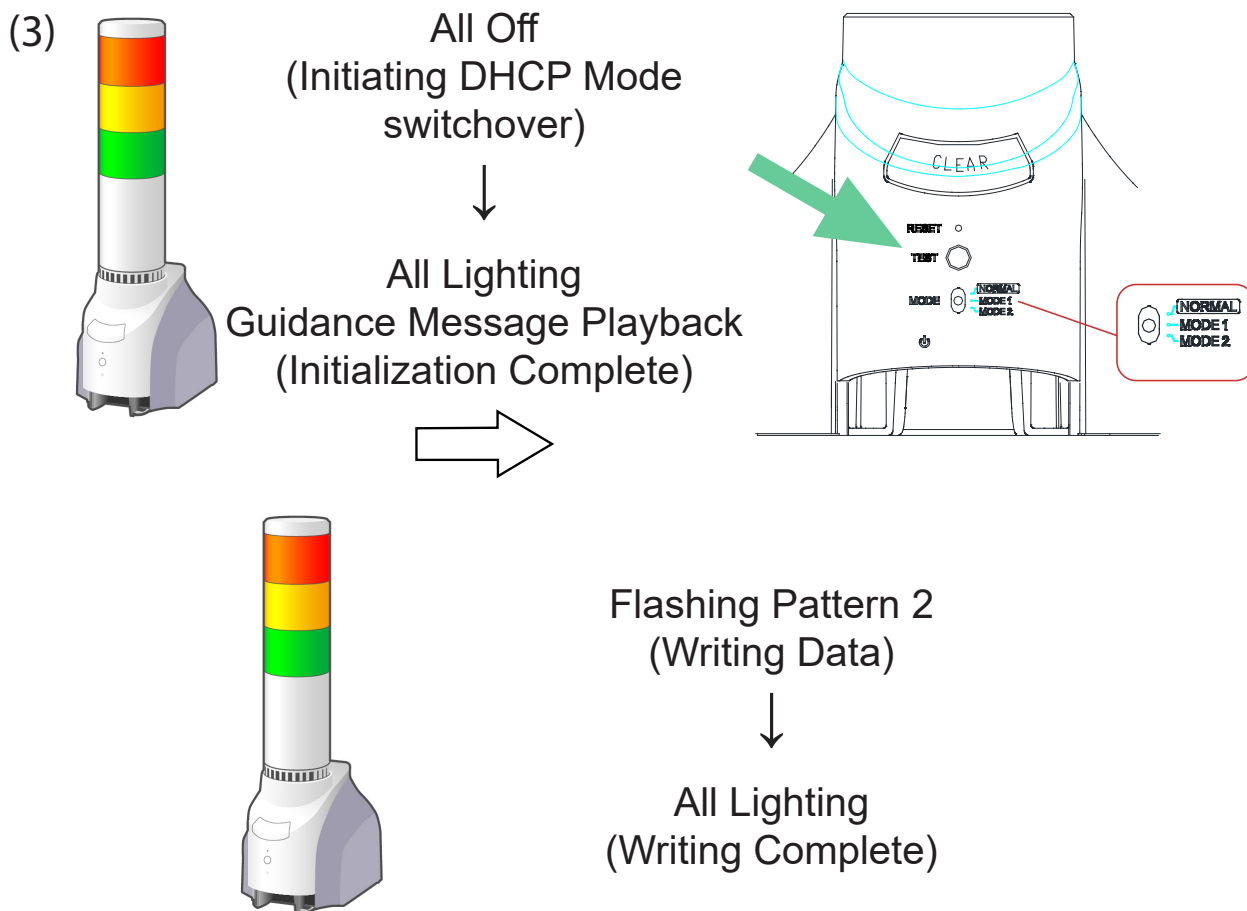 (3)
All Off
(Initiating DHCP Mode
switchover)
↓
All Lighting
Guidance Message Playback
(Initialization Complete)
CLEAR
RESET
TEST
MODE
NORMAL
MODE 1
MODE 2
NORMAL
MODE 1
MODE 2
Flashing Pattern 2
(Writing Data)
↓
All Lighting
(Writing Complete)